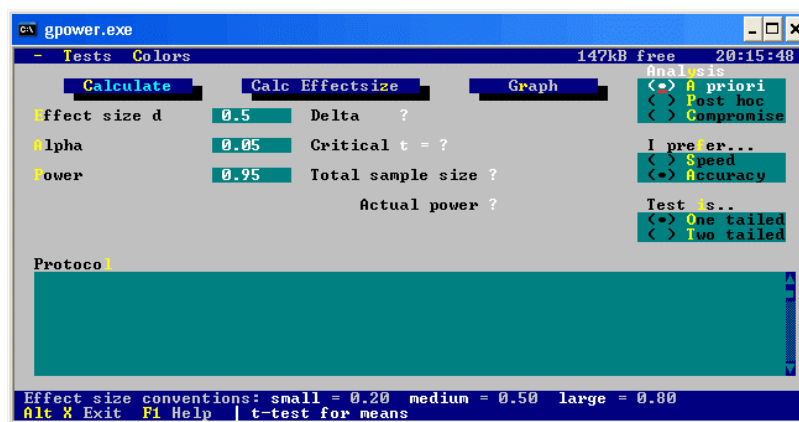 gpower.exe
- Tests Colors 147kB free 20:15:48
Analysis
Calculate Calc Effectsize Graph (•) A priori
( ) Post hoc
Effect size d 0.5 Delta ? ( ) Compromise
Alpha 0.05 Critical t = ? I prefer...
( ) Speed
Power 0.95 Total sample size ? (•) Accuracy
Actual power ? Test is..
(•) One tailed
( ) Two tailed
Protocol
Effect size conventions: small = 0.20 medium = 0.50 large = 0.80
Alt X Exit F1 Help | t-test for means